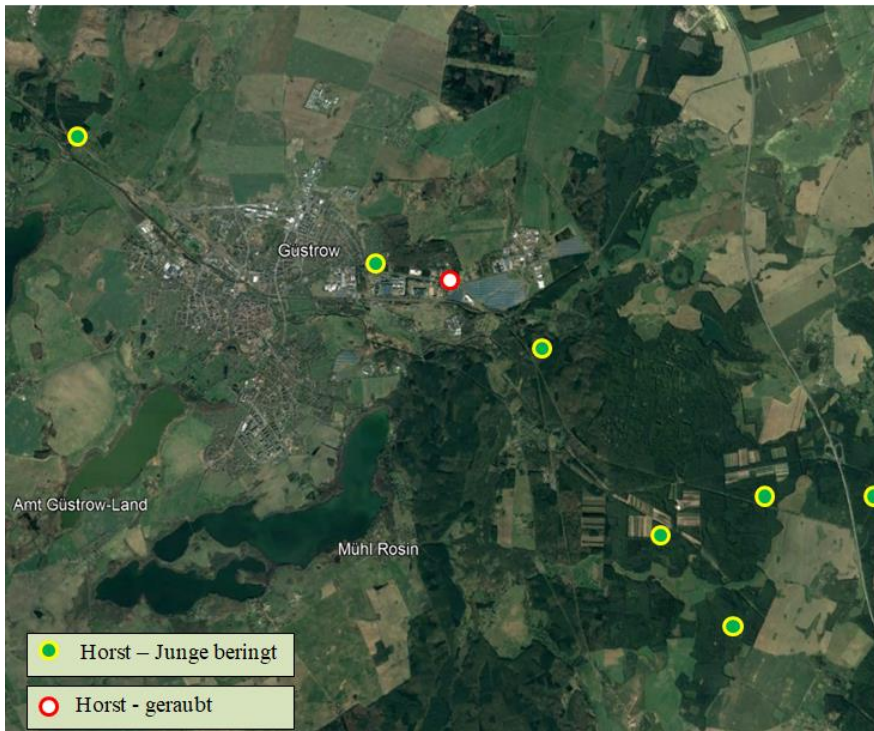 Güstrow
Amt Güstrow-Land
Mühl Rosin
Horst – Junge beringt
Horst - geraubt